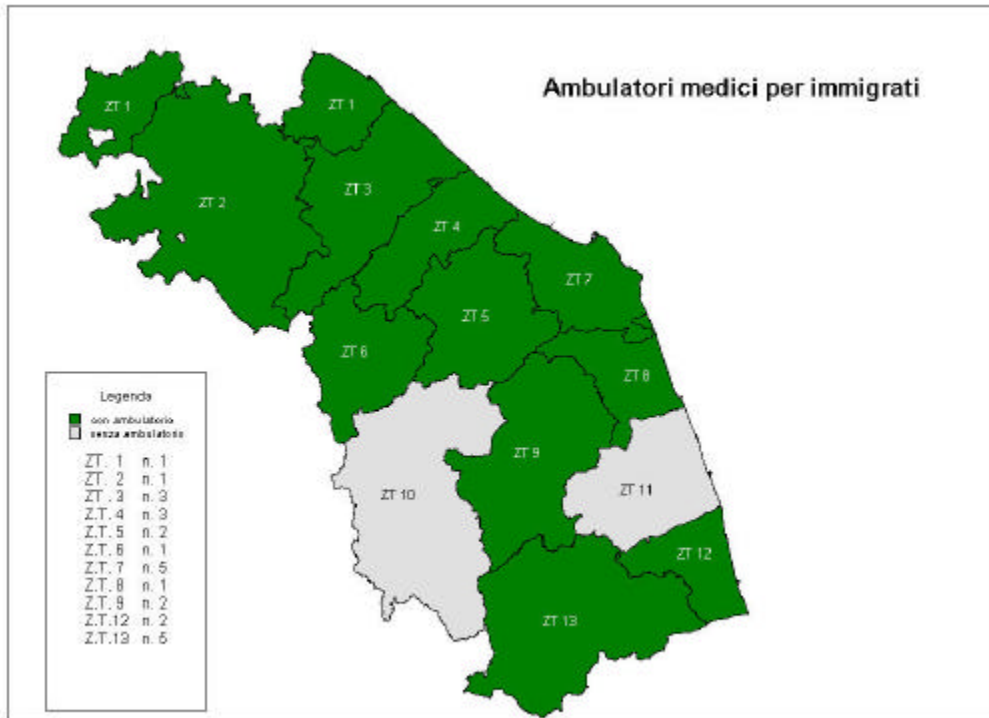 Ambulatori medici per immigrati
ZT 1
ZT 1
ZT 2
ZT 3
ZT 4
ZT 7
ZT 5
ZT 6
ZT 8
ZT 9
ZT 10
ZT 11
ZT 12
ZT 13
Legenda
con ambulatorio
senza ambulatorio
ZT. 1 n. 1
ZT. 2 n. 1
ZT. 3 n. 3
Z.T. 4 n. 3
Z.T. 5 n. 2
Z.T. 6 n. 1
Z.T. 7 n. 5
Z.T. 8 n. 1
Z.T. 9 n. 2
Z.T.12 n. 2
Z.T.13 n. 5